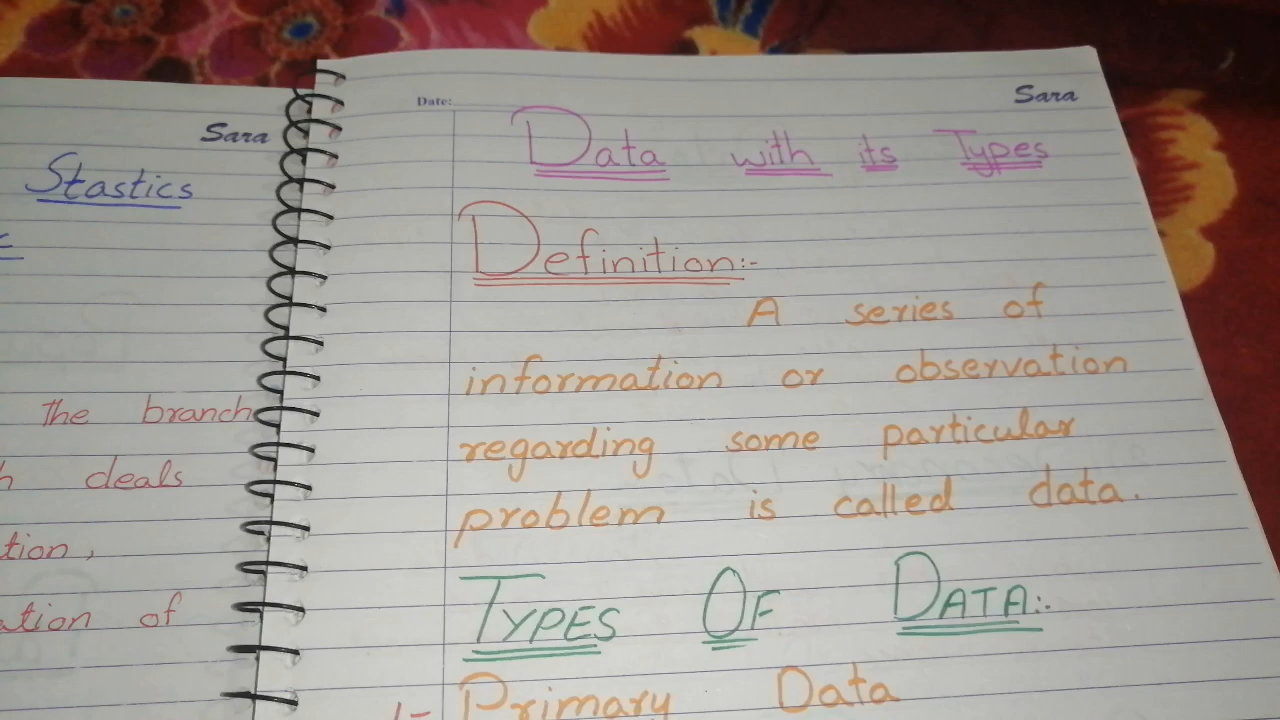 Sara
Stastics
The branch
deals
tion,
ation of
Date:
Sara
Data with its Types
Definition:-
A series of
information or observation
regarding some particular
problem is called data.
TYPES OF DATA:.
1- Primary Data